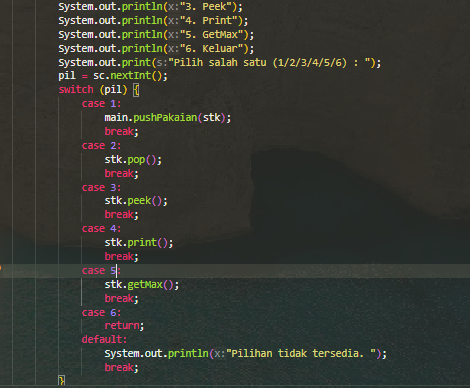 System.out.println(x:"3. Peek");
System.out.println(x:"4. Print");
System.out.println(x:"5. GetMax");
System.out.println(x:"6. Keluar");
System.out.print(s:"Pilih salah satu (1/2/3/4/5/6) : ");
pil = sc.nextInt();
switch (pil) {
case 1:
main.pushPakaian(stk);
break;
case 2:
stk.pop();
break;
case 3:
stk.peek();
break;
case 4:
stk.print();
break;
case 5:
stk.getMax();
break;
case 6:
return;
default:
System.out.println(x:"Pilihan tidak tersedia. ");
break;
}